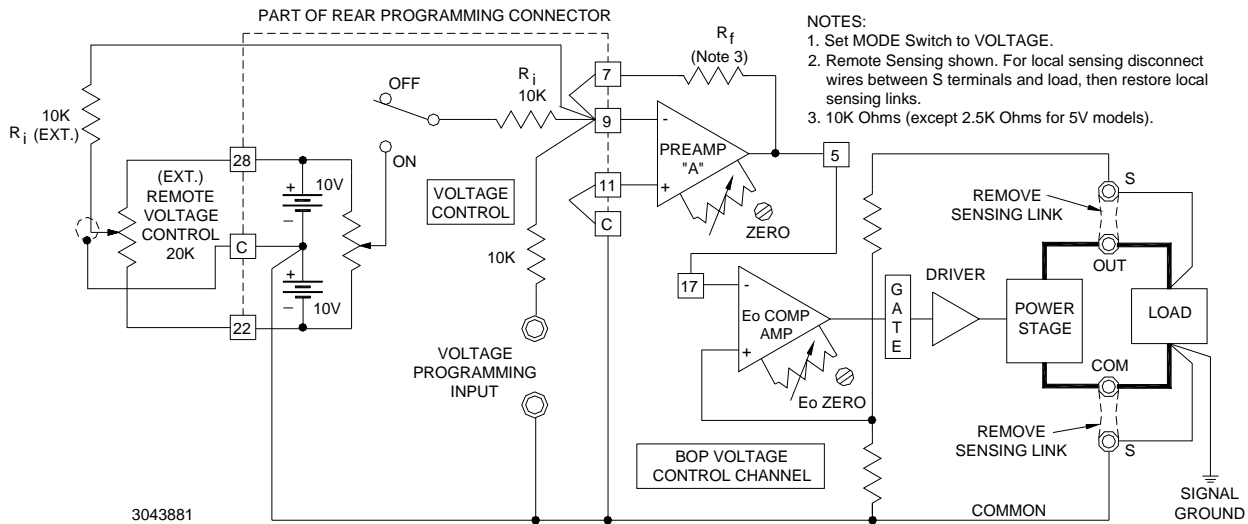 PART OF REAR PROGRAMMING CONNECTOR
NOTES:
1. Set MODE Switch to VOLTAGE.
2. Remote Sensing shown. For local sensing disconnect
wires between S terminals and load, then restore local
sensing links.
3. 10K Ohms (except 2.5K Ohms for 5V models).
Rf
(Note 3)
7
Ri
10K
OFF
10K
Ri (EXT.)
9
-
PREAMP
"A"
+
5
ON
28
(EXT.)
REMOTE
VOLTAGE
CONTROL
20K
+
10V
–
C
+
10V
–
22
VOLTAGE
CONTROL
11
C
10K
ZERO
S
REMOVE
SENSING LINK
OUT
17
-
Eo COMP
AMP
+
GATE
DRIVER
POWER
STAGE
LOAD
VOLTAGE
PROGRAMMING
INPUT
Eo ZERO
COM
REMOVE
SENSING LINK
S
BOP VOLTAGE
CONTROL CHANNEL
COMMON
SIGNAL
GROUND
3043881